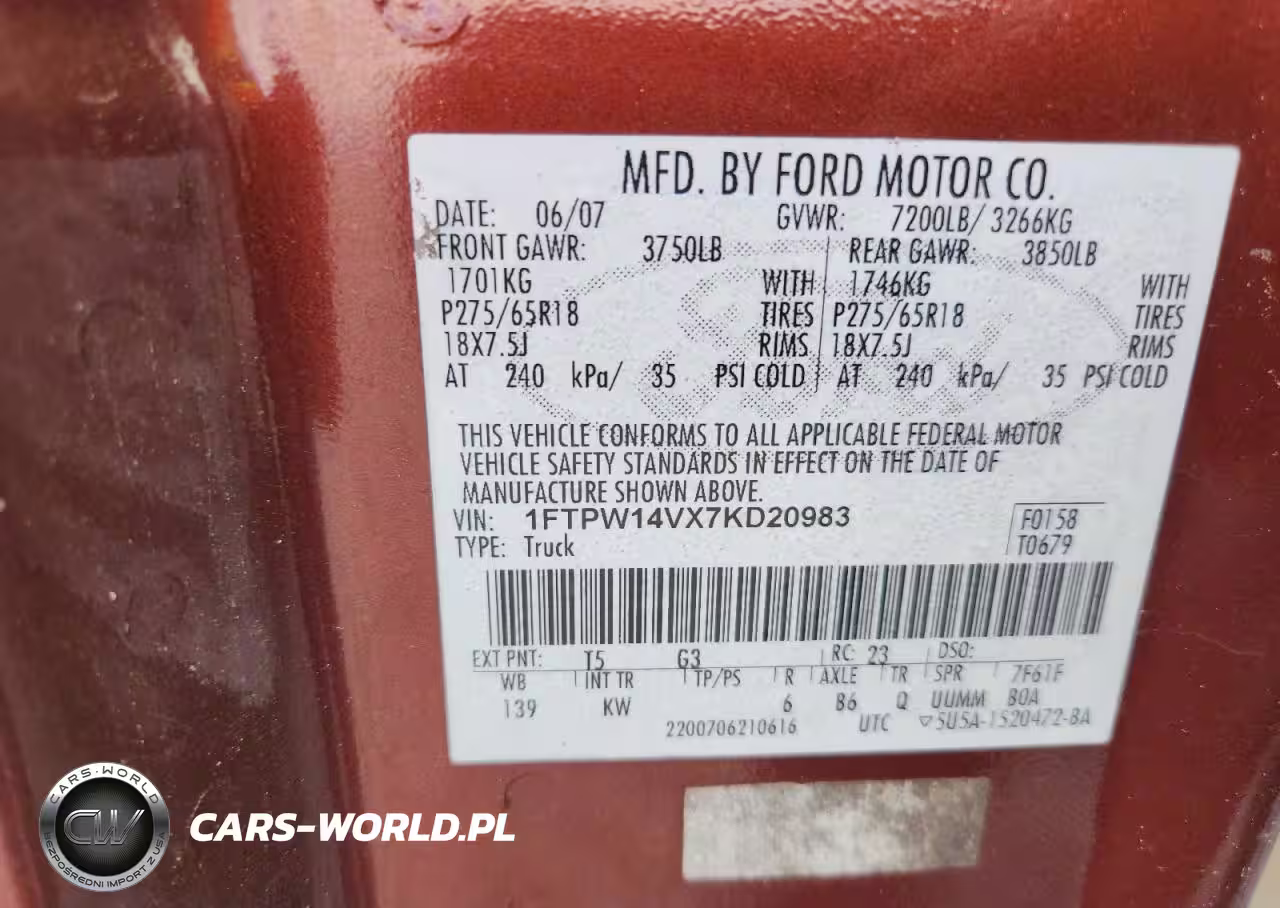 MFD. BY FORD MOTOR CO.
DATE: 06/07 GVWR: 7200LB/ 3266KG
FRONT GAWR: 3750LB REAR GAWR: 3850LB
1701KG WITH 1746KG WITH
P275/65R18 TIRES P275/65R18 TIRES
18X7.5J RIMS 18X7.5J RIMS
AT 240 kPa/ 35 PSI COLD AT 240 kPa/ 35 PSI COLD
THIS VEHICLE CONFORMS TO ALL APPLICABLE FEDERAL MOTOR
VEHICLE SAFETY STANDARDS IN EFFECT ON THE DATE OF
MANUFACTURE SHOWN ABOVE.
VIN: 1FTPW14VX7KD20983 F0158
TYPE: Truck T0679
EXT PNT: T5 G3 RC: 23 DSO:
WB INT TR TP/PS R AXLE TR SPR 7F61F
139 KW 6 B6 Q UUMM BOA
2200706210616 UTC ▽5U5A-1520472-BA
CARS-WORLD
CW
BEZPOŚREDNI IMPORT Z USA
CARS-WORLD.PL